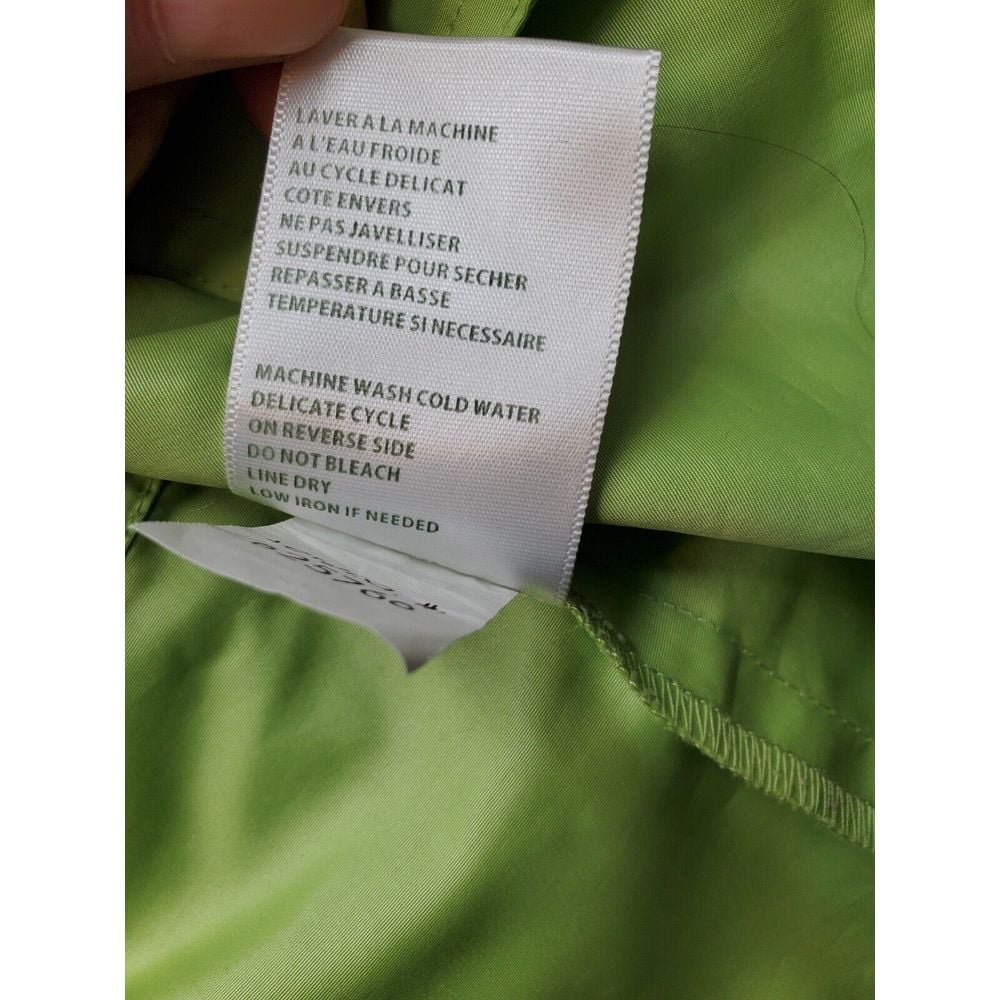 LAVER A LA MACHINE
A L'EAU FROIDE
AU CYCLE DELICAT
COTE ENVERS
NE PAS JAVELLISER
SUSPENDRE POUR SECHER
REPASSER A BASSE
TEMPERATURE SI NECESSAIRE
MACHINE WASH COLD WATER
DELICATE CYCLE
ON REVERSE SIDE
DO NOT BLEACH
LINE DRY
LOW IRON IF NEEDED